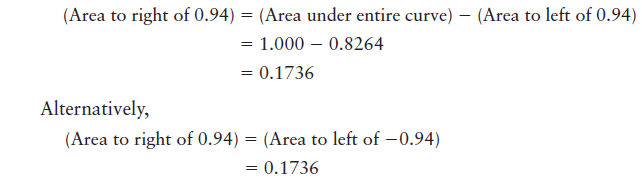 (Area to right of 0.94) = (Area under entire curve) − (Area to left of 0.94)
= 1.000 − 0.8264
= 0.1736
Alternatively,
(Area to right of 0.94) = (Area to left of −0.94)
= 0.1736